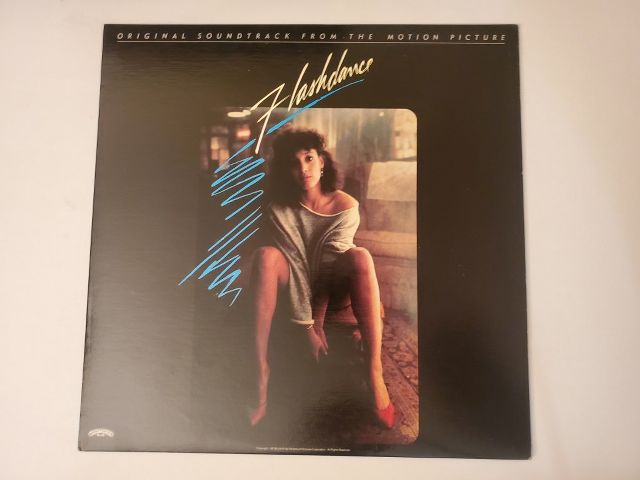 ORIGINAL SOUNDTRACK FROM THE MOTION PICTURE
Flashdance